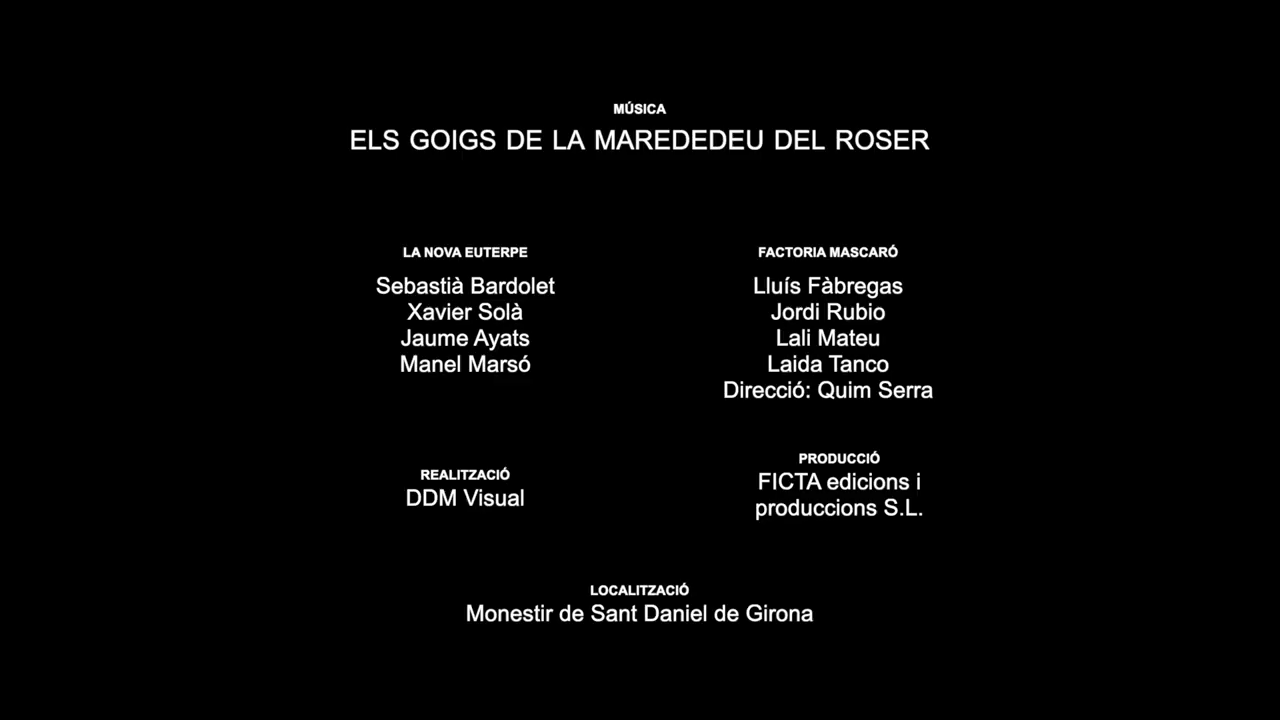 MÚSICA
ELS GOIGS DE LA MAREDEDEU DEL ROSER
LA NOVA EUTERPE
Sebastià Bardolet
Xavier Solà
Jaume Ayats
Manel Marsó
FACTORIA MASCARÓ
Lluís Fàbregas
Jordi Rubio
Lali Mateu
Laida Tanco
Direcció: Quim Serra
REALITZACIÓ
DDM Visual
PRODUCCIÓ
FICTA edicions i
produccions S.L.
LOCALITZACIÓ
Monestir de Sant Daniel de Girona